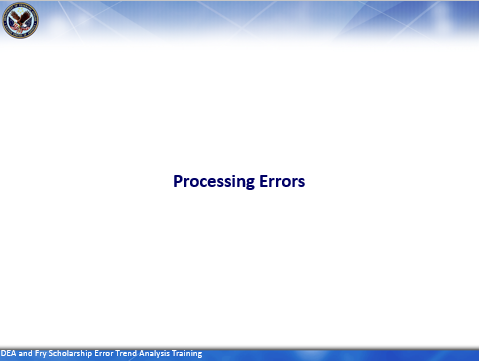 Processing Errors
DEA and Fry Scholarship Error Trend Analysis Training